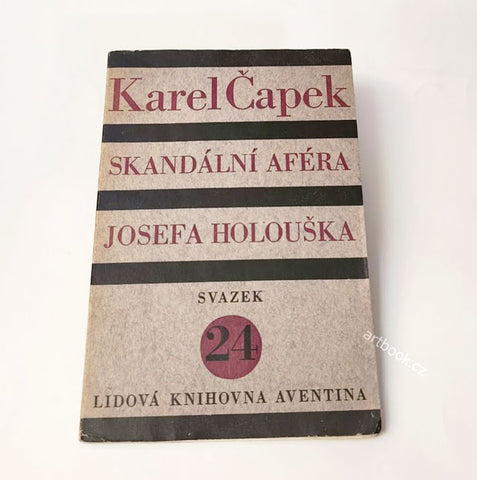 Karel Čapek
SKANDÁLNÍ AFÉRA
JOSEFA HOLOUŠKA
SVAZEK
24
LIDOVÁ KNIHOVNA AVENTINA
artbook.cz